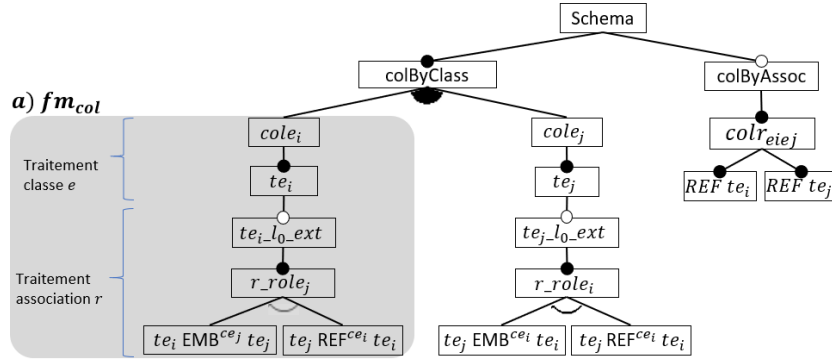 Schema
colByClass
colByAssoc
a) fm_col
cole_i
cole_j
colr_eiej
Traitement
classe e
te_i
te_j
REF te_i
REF te_j
te_i_l_0_ext
te_j_l_0_ext
Traitement
association r
r_role_j
r_role_i
te_i EMB^ce_j te_j
te_j REF^ce_i te_i
te_j EMB^ce_i te_i
te_j REF^ce_i te_i